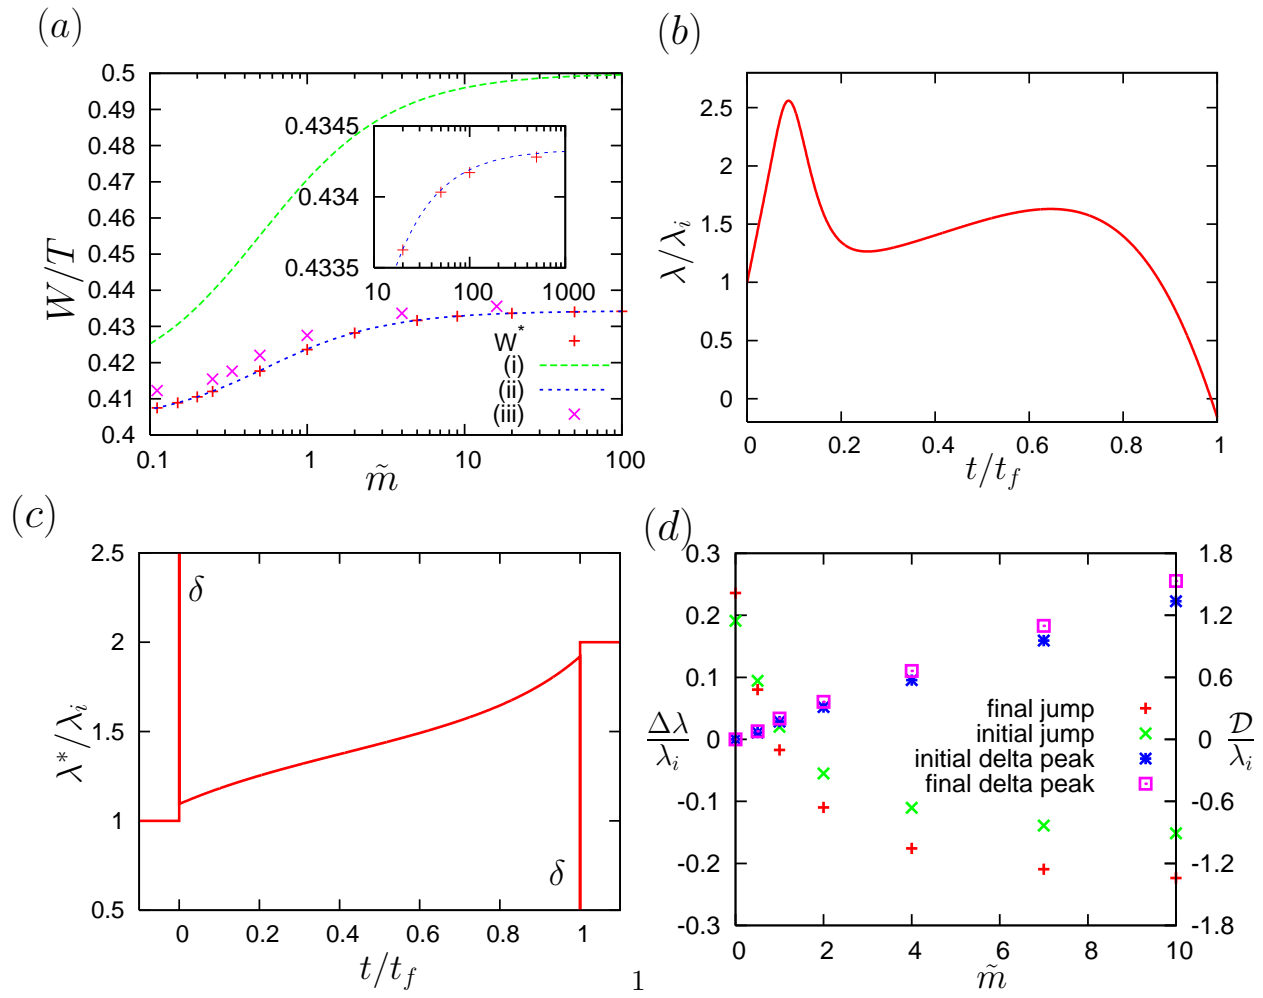 (a)
0.5
0.49
0.48
0.47
0.46
0.45
0.44
0.43
0.42
0.41
0.4
W/T
0.1
1
10
100
m̃
0.4345
0.434
0.4335
10
100
1000
W*
(i)
(ii)
(iii)
(b)
2.5
2
1.5
1
0.5
0
λ/λ_i
0
0.2
0.4
0.6
0.8
1
t/t_f
(c)
2.5
2
1.5
1
0.5
λ*/λ_i
δ
δ
0
0.2
0.4
0.6
0.8
1
t/t_f
(d)
0.3
0.2
0.1
0
-0.1
-0.2
-0.3
Δλ/λ_i
final jump
initial jump
initial delta peak
final delta peak
1.8
1.2
0.6
0
-0.6
-1.2
-1.8
𝒟/λ_i
0
2
4
6
8
10
m̃
1